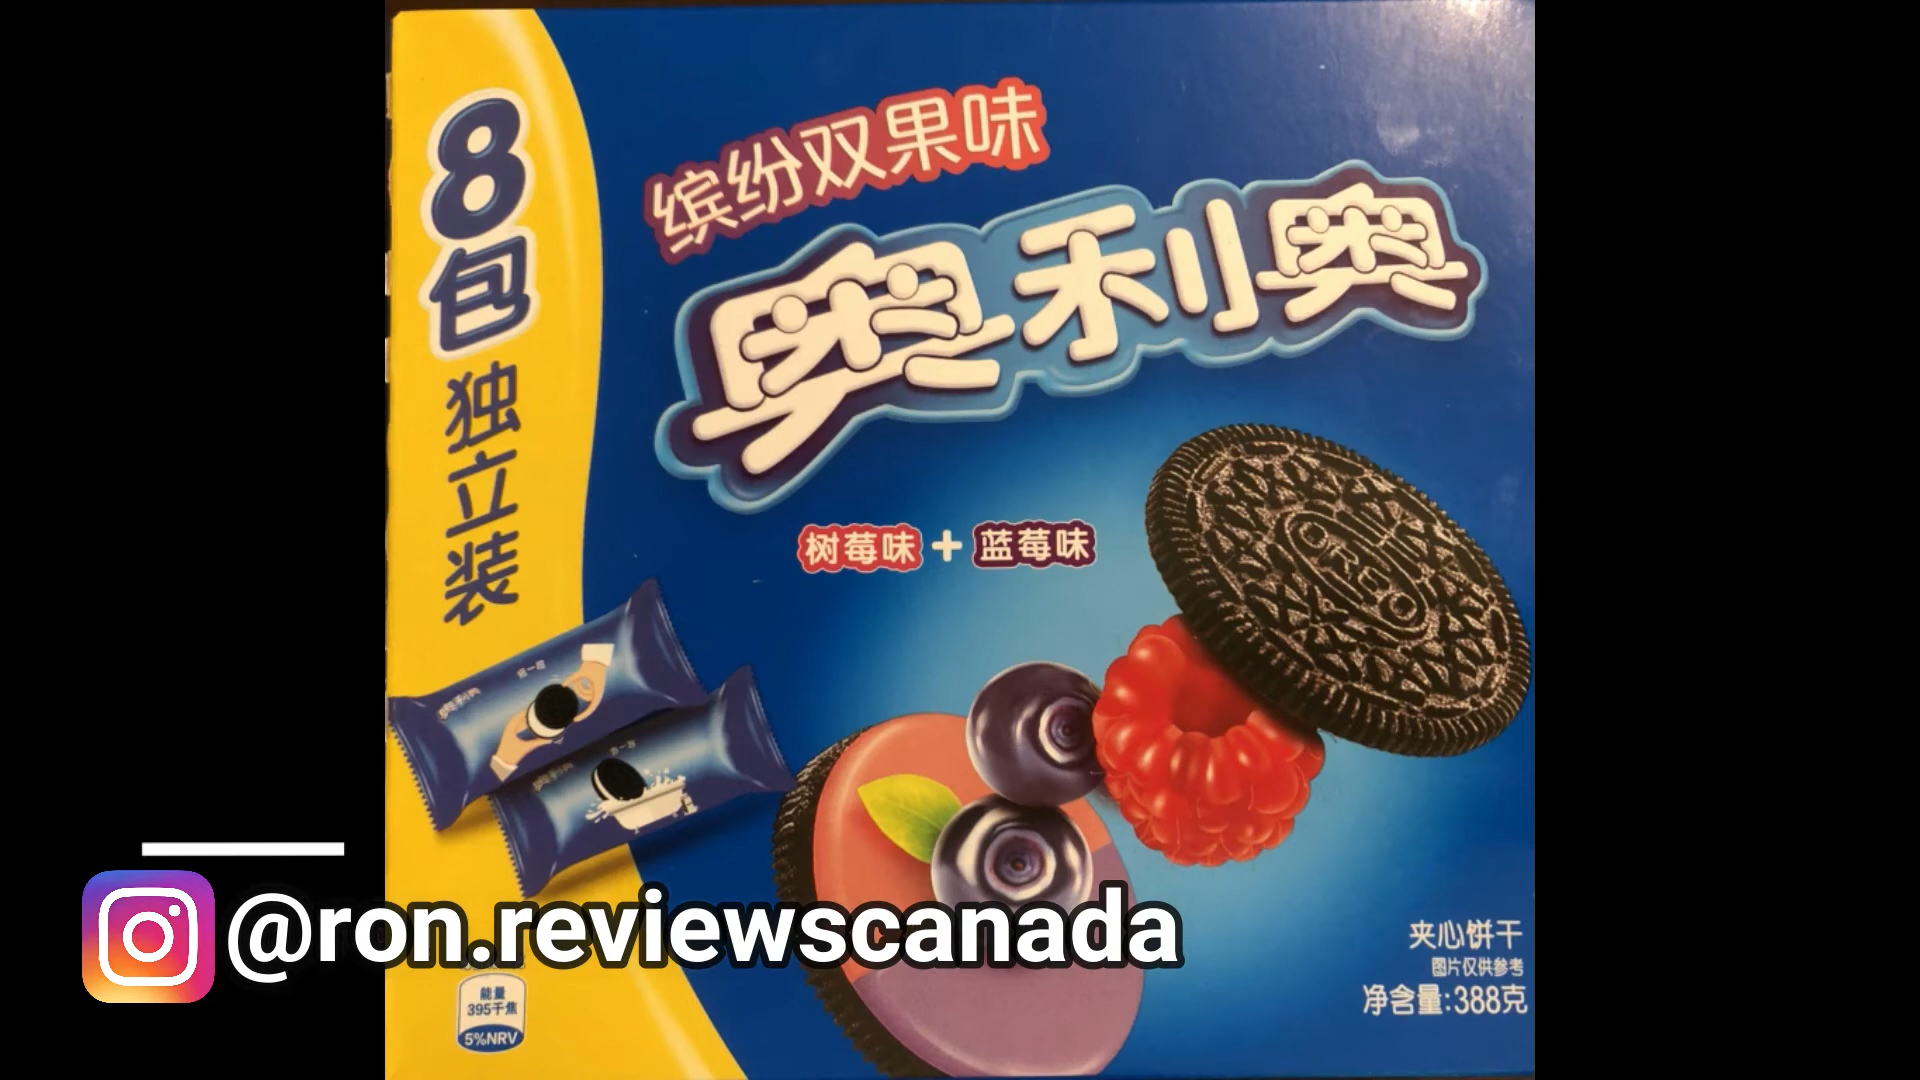 8包
独立装
缤纷双果味
奥利奥
树莓味+蓝莓味
OREO
@ron.reviewscanada
夹心饼干
图片仅供参考
净含量:388克
能量
395千焦
5%NRV